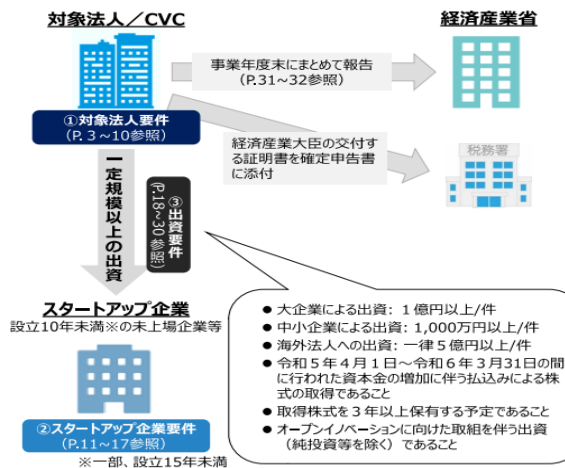 対象法人／CVC
経済産業省
事業年度末にまとめて報告
（P.31～32参照）
①対象法人要件
（P. 3 ～10参照）
経済産業大臣の交付す
る証明書を確定申告書
に添付
税務署
一定規模以上の出資
③出資要件
（P.18～30参照）
スタートアップ企業
設立10年未満※の未上場企業等
②スタートアップ企業要件
（P.11～17参照）
※一部、設立15年未満
● 大企業による出資: １億円以上/件
● 中小企業による出資: 1,000万円以上/件
● 海外法人への出資: 一律５億円以上/件
● 令和５年４月１日～令和６年３月31日の間
に行われた資本金の増加に伴う払込みによる株
式の取得であること
● 取得株式を３年以上保有する予定であること
● オープンイノベーションに向けた取組を伴う出資
（純投資等を除く）であること